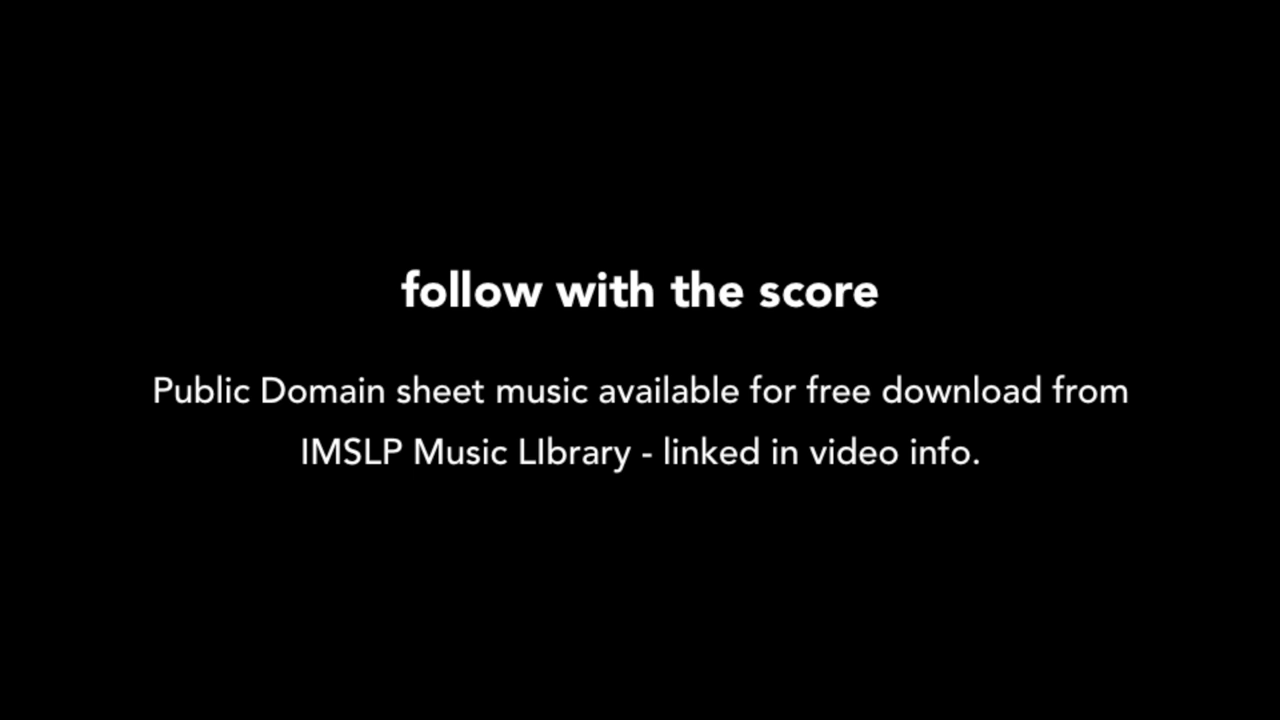 follow with the score
Public Domain sheet music available for free download from
IMSLP Music LIbrary - linked in video info.